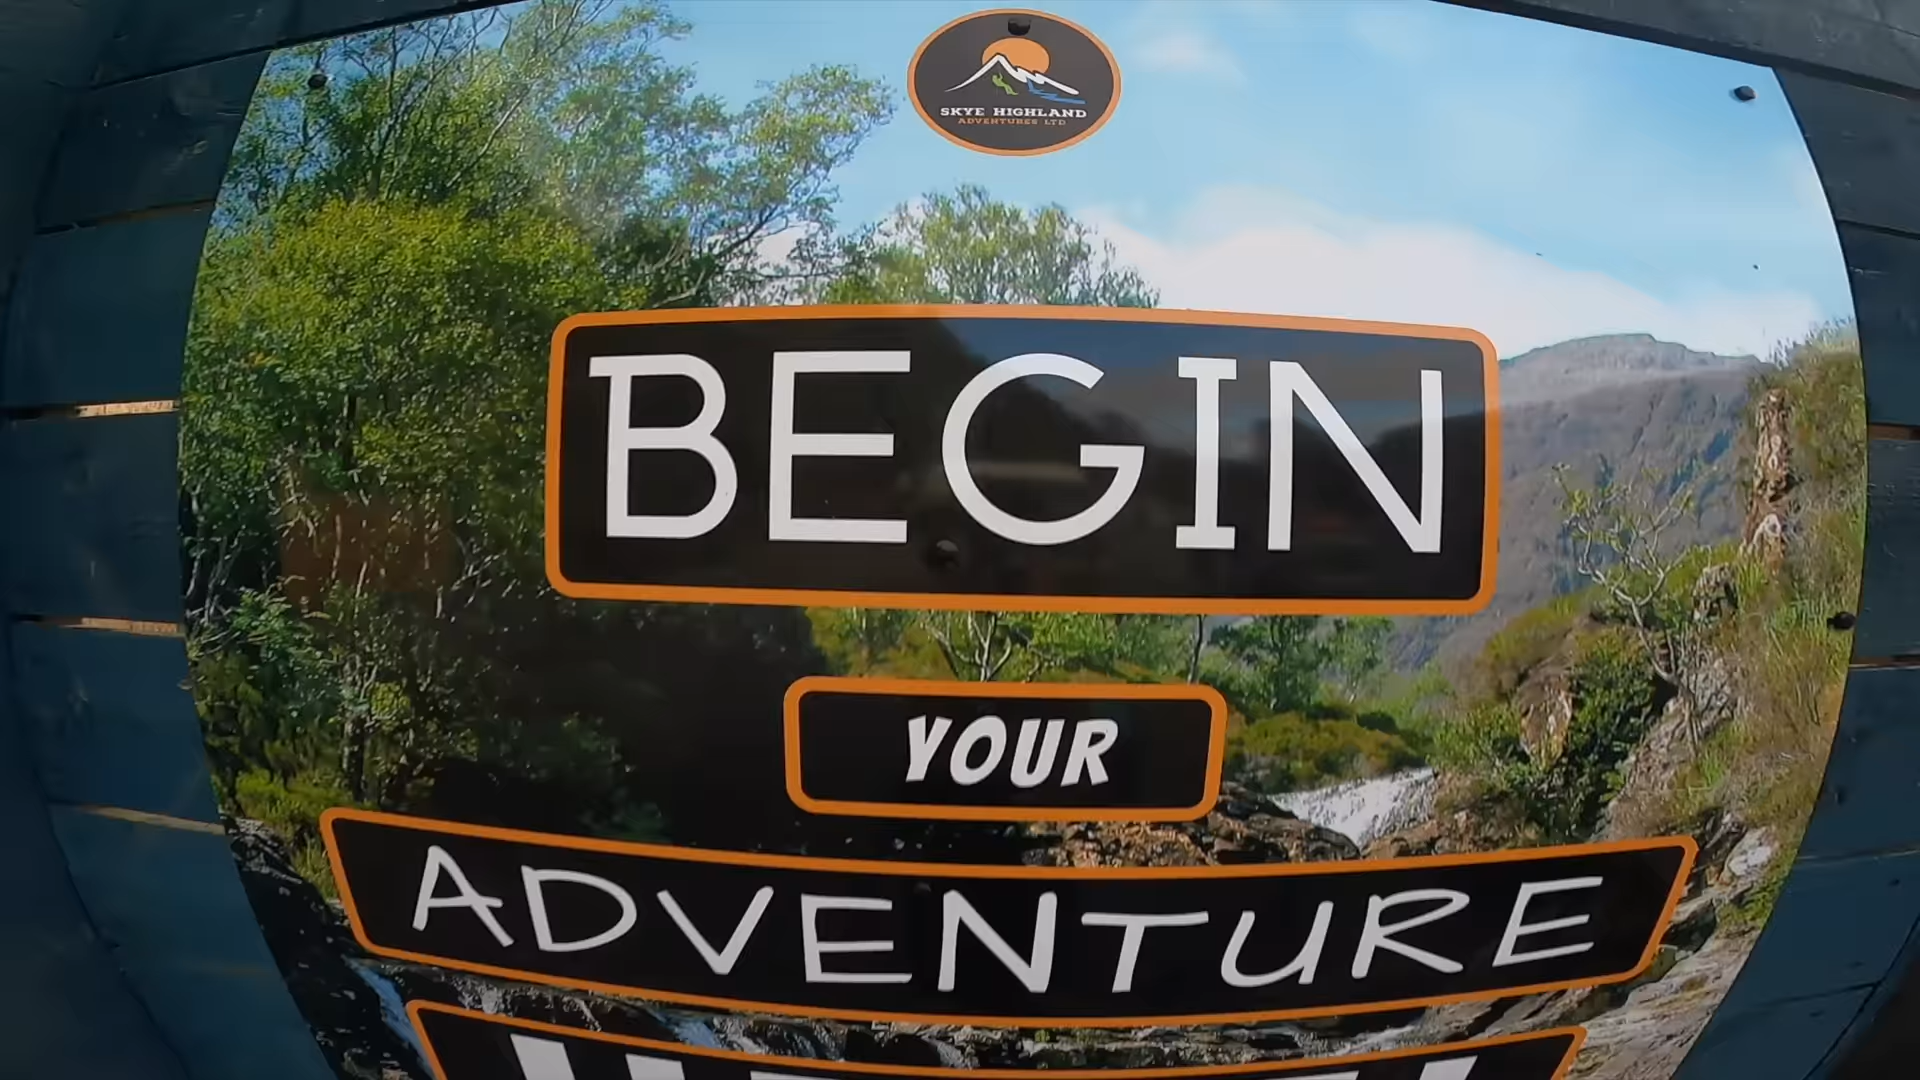 SKYE HIGHLAND
ADVENTURES LTD
BEGIN
YOUR
ADVENTURE